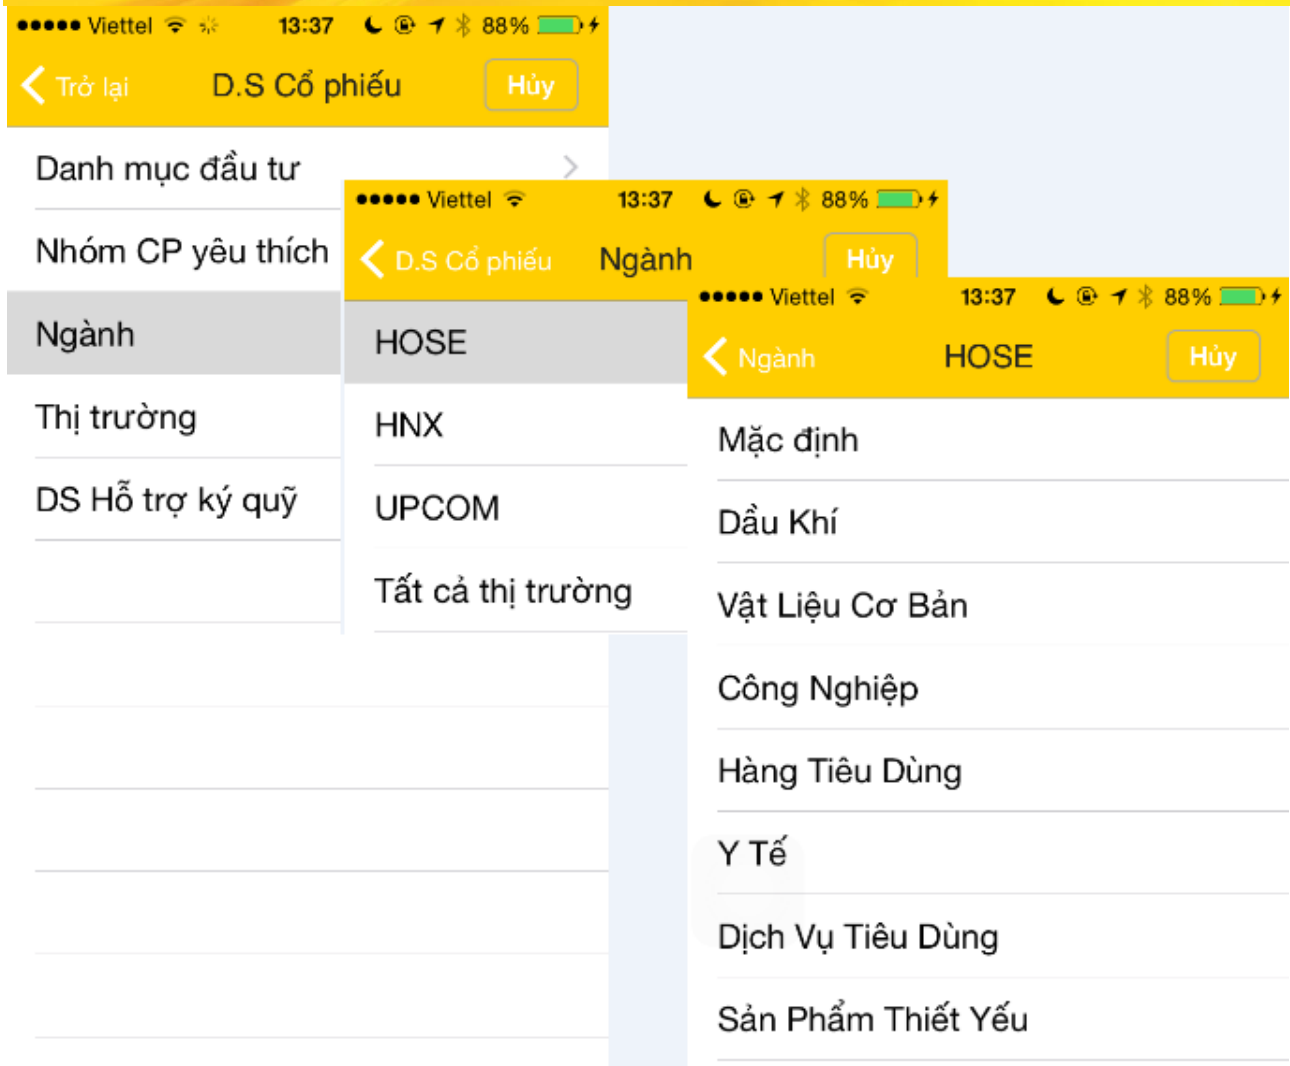 Viettel 13:37 88%
Trở lại D.S Cổ phiếu Hủy
Danh mục đầu tư
Nhóm CP yêu thích
Ngành
Thị trường
DS Hỗ trợ ký quỹ
Viettel 13:37 88%
D.S Cổ phiếu Ngành Hủy
HOSE
HNX
UPCOM
Tất cả thị trường
Viettel 13:37 88%
Ngành HOSE Hủy
Mặc định
Dầu Khí
Vật Liệu Cơ Bản
Công Nghiệp
Hàng Tiêu Dùng
Y Tế
Dịch Vụ Tiêu Dùng
Sản Phẩm Thiết Yếu